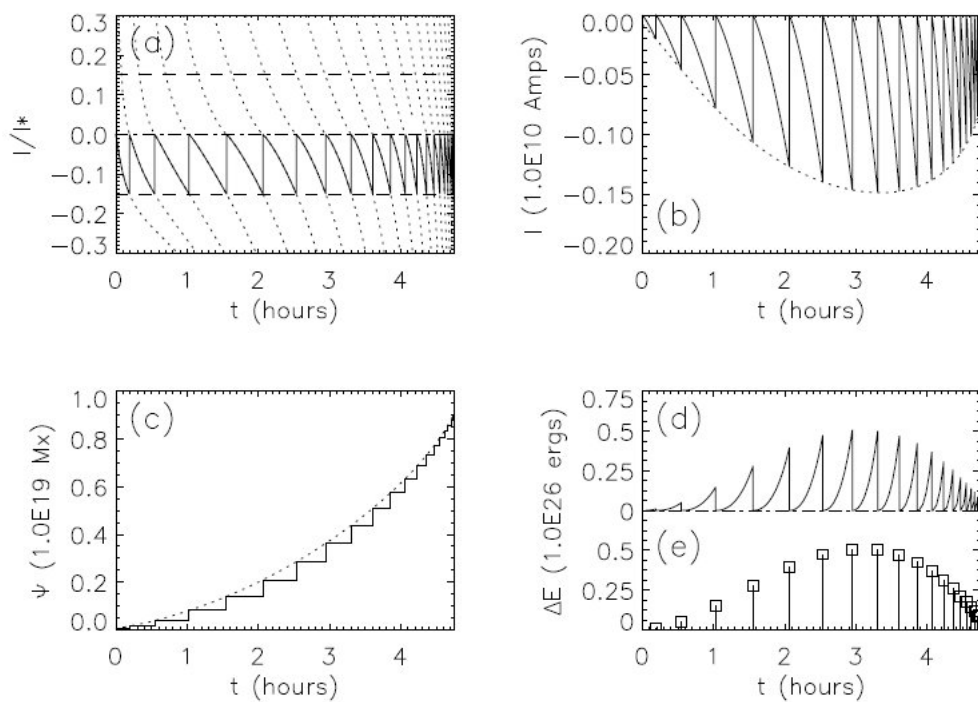 0.3
0.2
0.1
0.0
−0.1
−0.2
−0.3
I/I*
(a)
0 1 2 3 4
t (hours)
0.00
−0.05
−0.10
−0.15
−0.20
I (1.0E10 Amps)
(b)
0 1 2 3 4
t (hours)
1.0
0.8
0.6
0.4
0.2
0.0
Ψ (1.0E19 Mx)
(c)
0 1 2 3 4
t (hours)
0.75
0.5
0.25
0
(d)
ΔE (1.0E26 ergs)
0.5
0.25
0
(e)
0 1 2 3 4
t (hours)